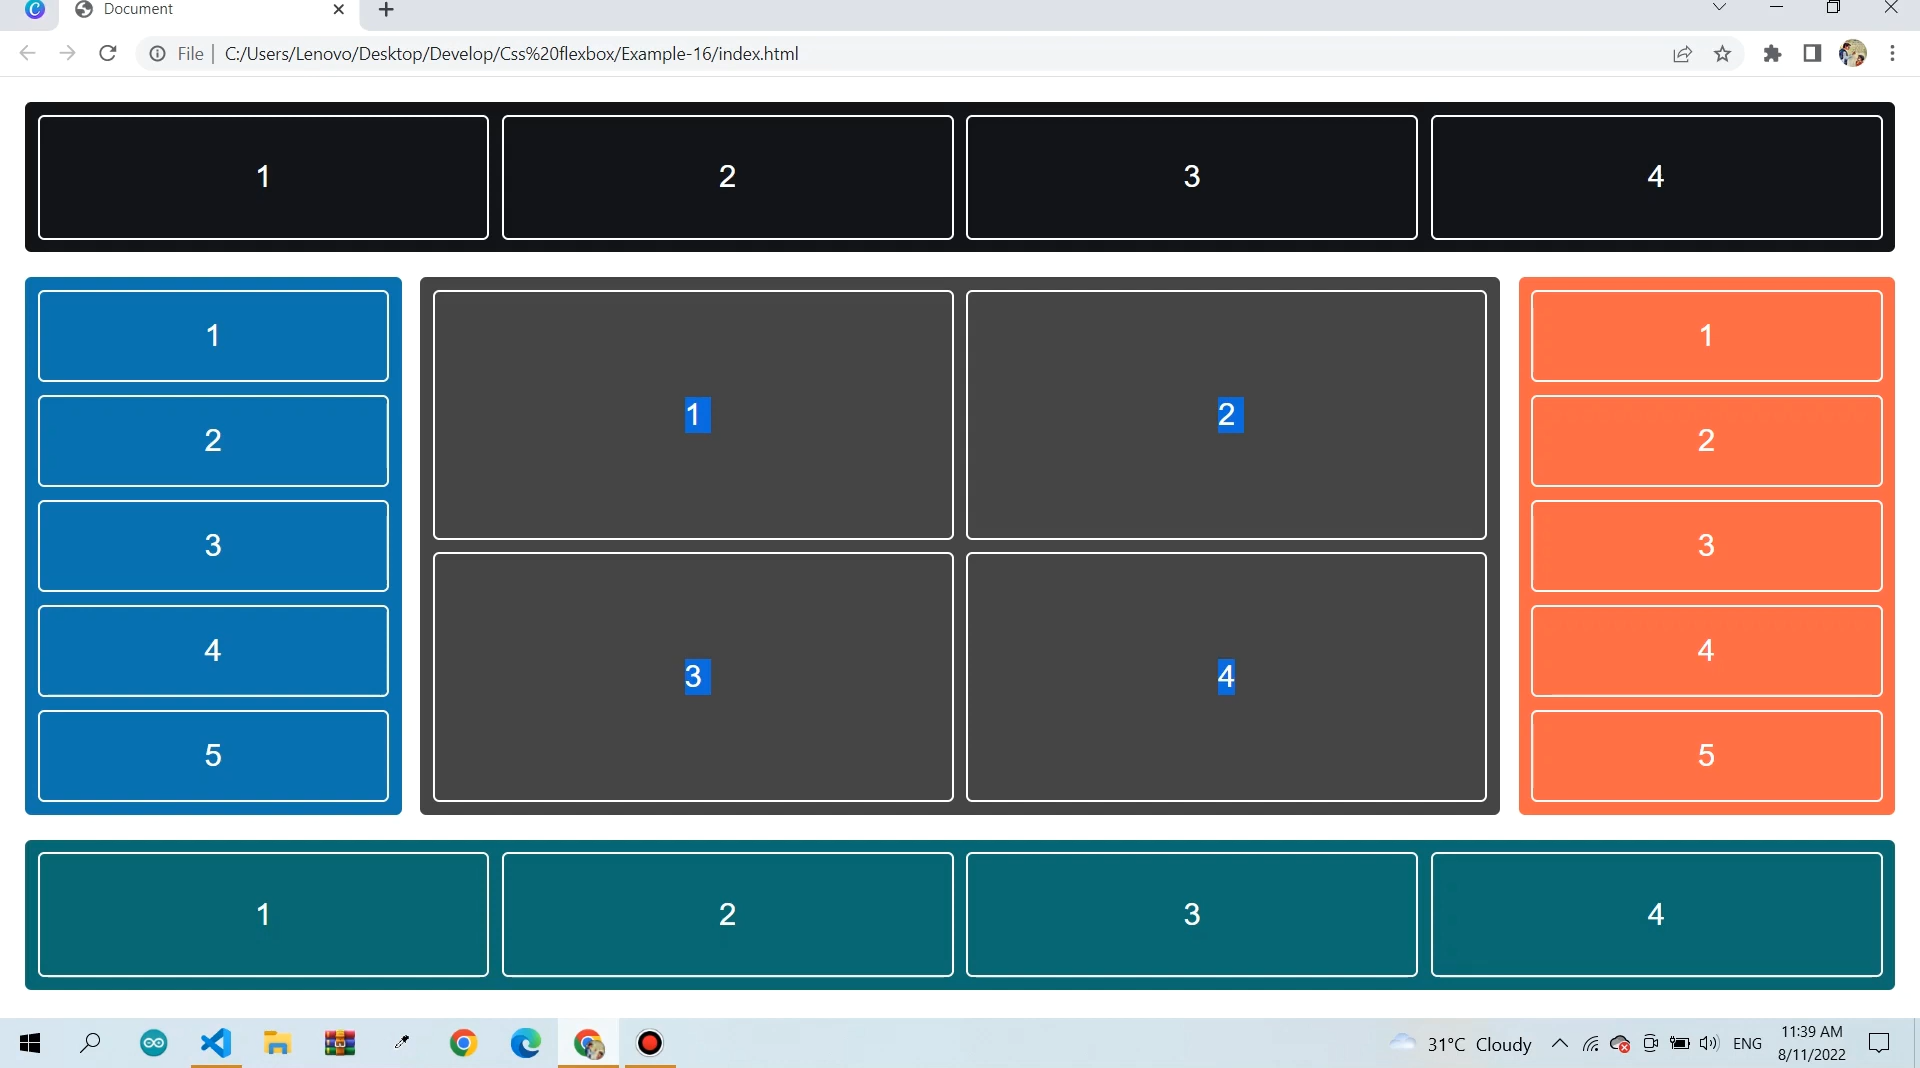 Document
File | C:/Users/Lenovo/Desktop/Develop/Css%20flexbox/Example-16/index.html
1 2 3 4
1
2
3
4
5
1 2
3 4
1
2
3
4
5
1 2 3 4
31°C Cloudy
ENG
11:39 AM
8/11/2022